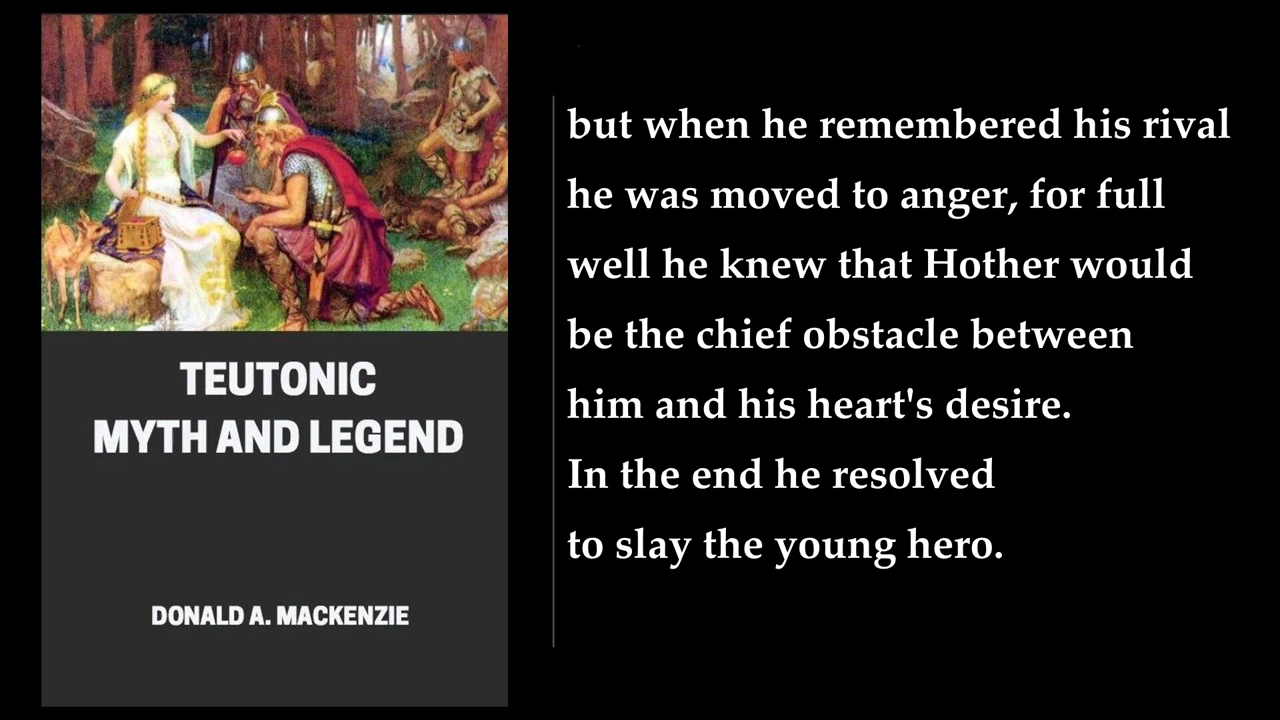 TEUTONIC
MYTH AND LEGEND
DONALD A. MACKENZIE
but when he remembered his rival
he was moved to anger, for full
well he knew that Hother would
be the chief obstacle between
him and his heart's desire.
In the end he resolved
to slay the young hero.